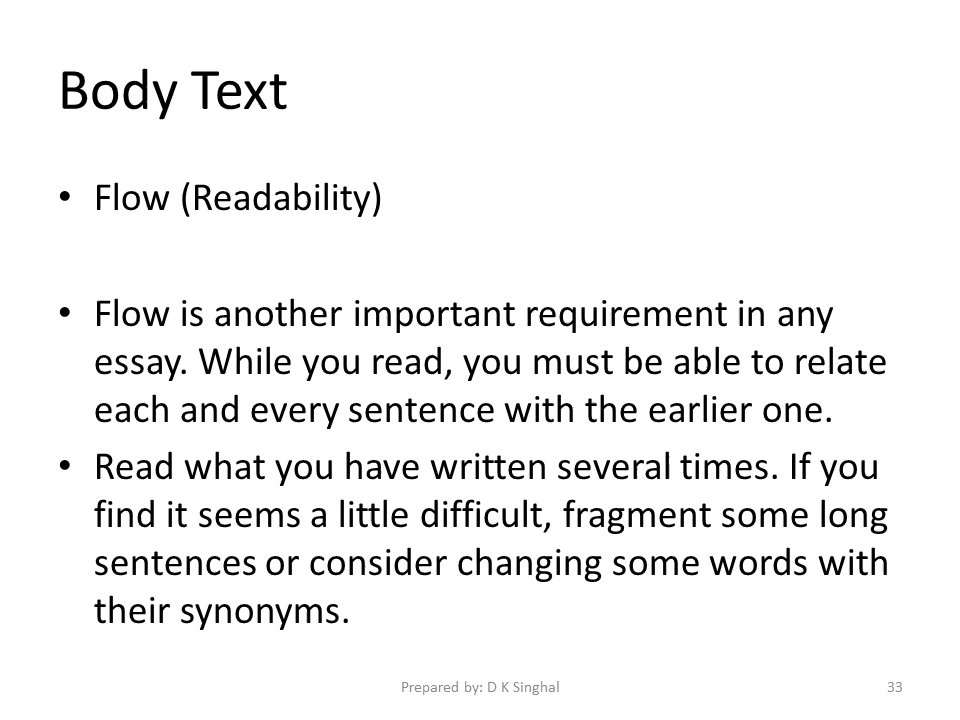 Body Text
• Flow (Readability)
• Flow is another important requirement in any
essay. While you read, you must be able to relate
each and every sentence with the earlier one.
• Read what you have written several times. If you
find it seems a little difficult, fragment some long
sentences or consider changing some words with
their synonyms.
Prepared by: D K Singhal
33